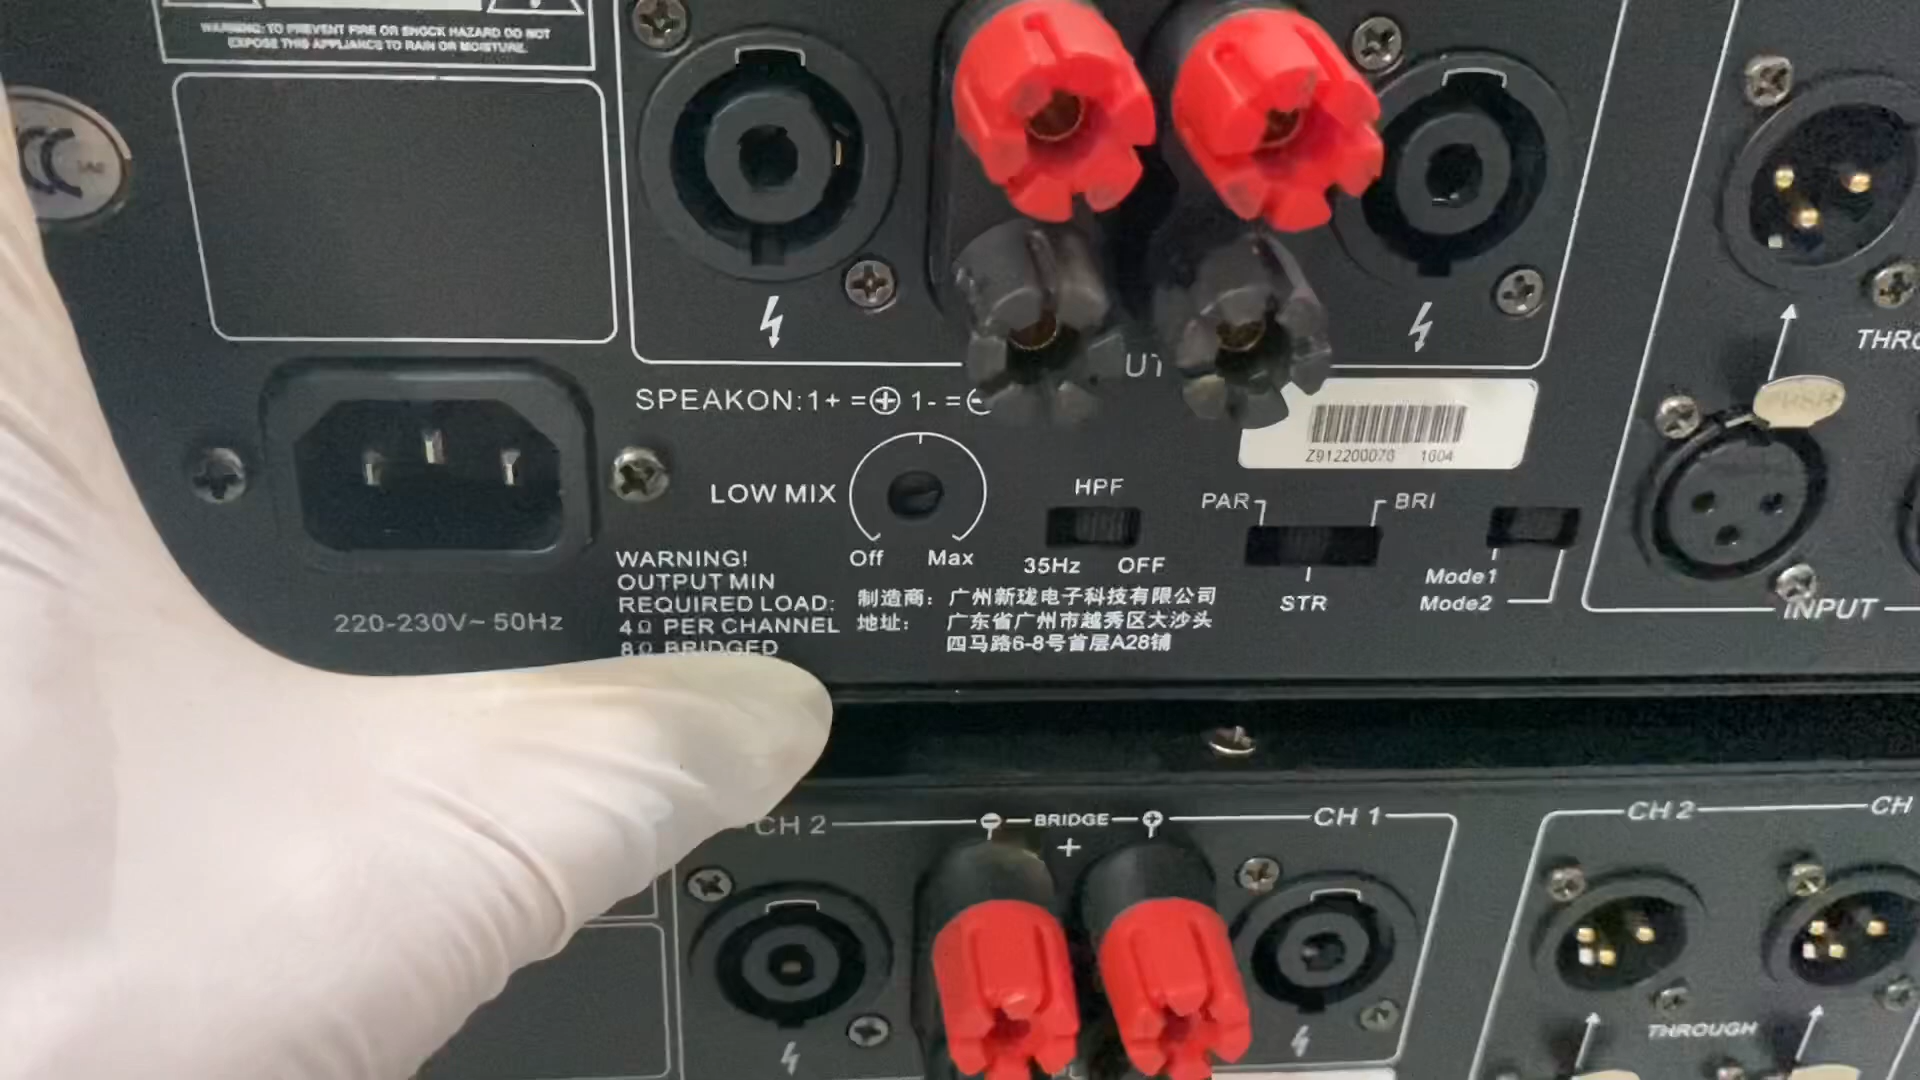 WARNING: TO PREVENT FIRE OR SHOCK HAZARD DO NOT
EXPOSE THIS APPLIANCE TO RAIN OR MOISTURE.
SPEAKON:1+ =⊕ 1- =⊖
Z912200076 1604
LOW MIX
Off Max
HPF
35Hz OFF
PAR BRI
STR
Mode1
Mode2
INPUT
PUSH
220-230V~ 50Hz
WARNING!
OUTPUT MIN
REQUIRED LOAD:
4Ω PER CHANNEL
8Ω BRIDGED
制造商：广州新珑电子科技有限公司
地址：广东省广州市越秀区大沙头
四马路6-8号首层A28铺
CH 2 BRIDGE CH 1
+
CH 2 CH
THROUGH